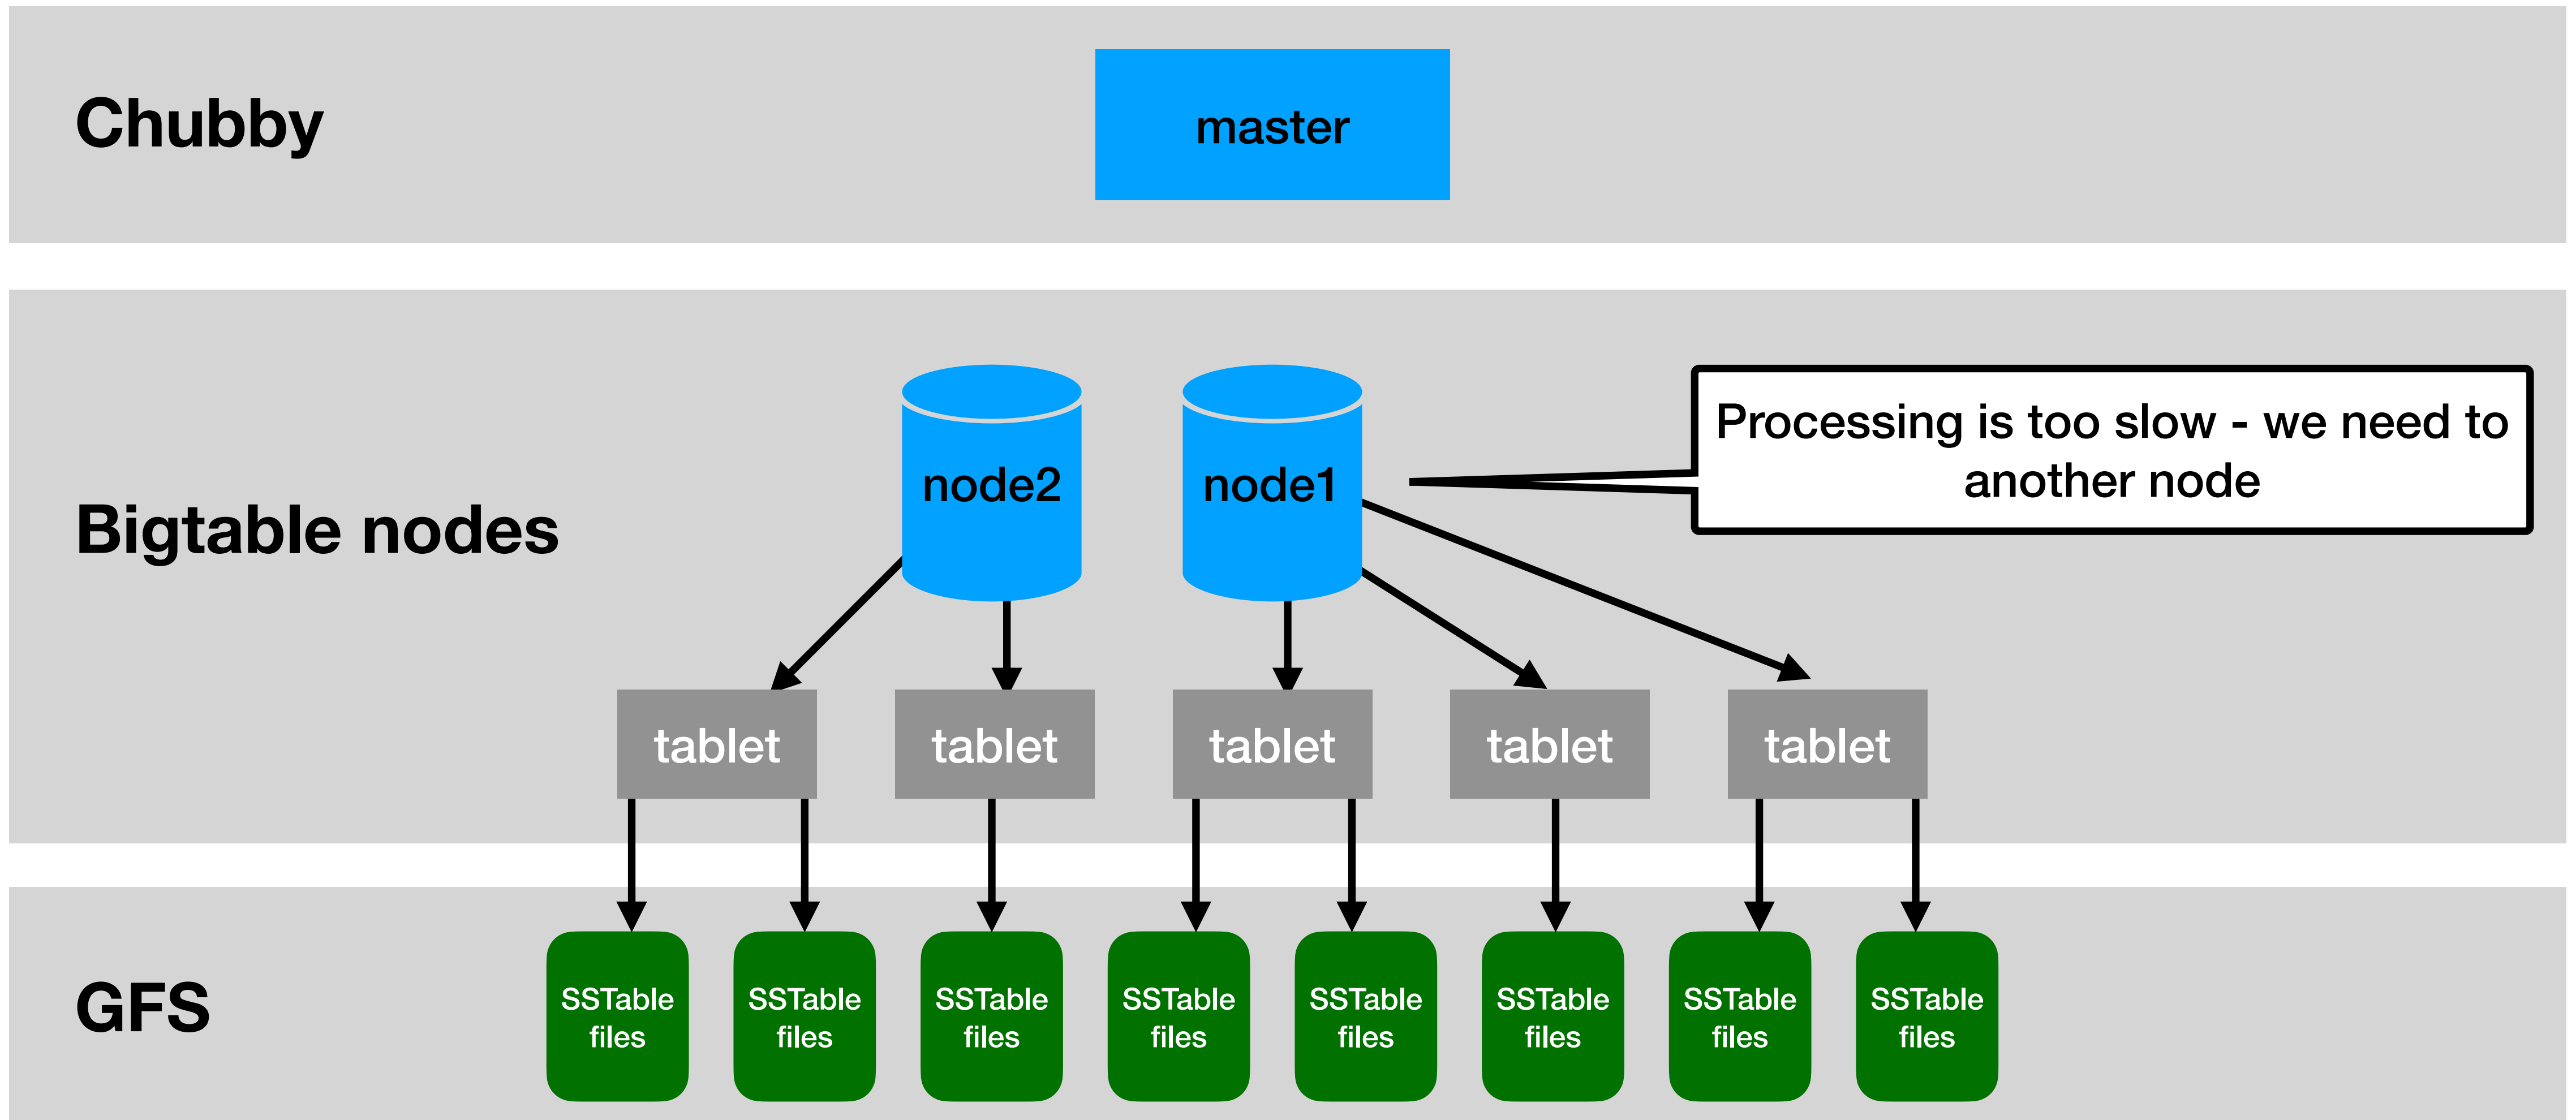 Chubby
master
Bigtable nodes
node2
node1
Processing is too slow - we need to
another node
tablet
tablet
tablet
tablet
tablet
GFS
SSTable
files
SSTable
files
SSTable
files
SSTable
files
SSTable
files
SSTable
files
SSTable
files
SSTable
files